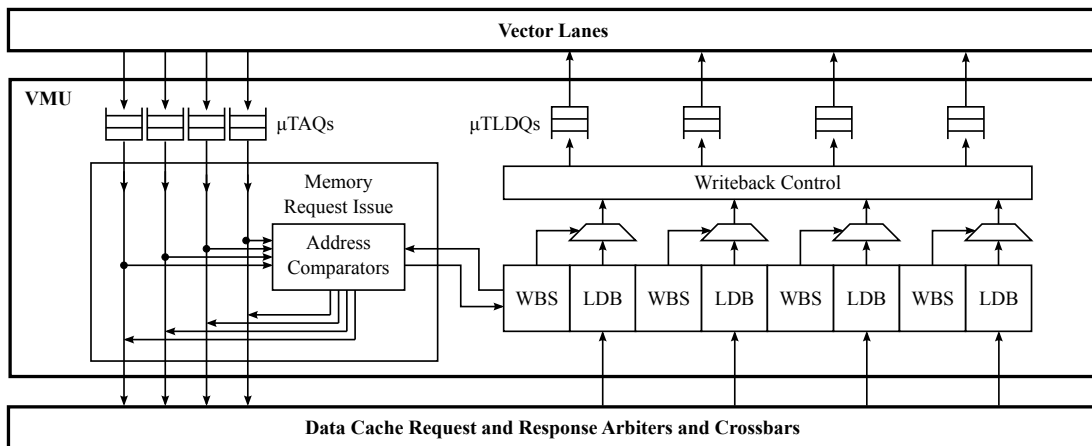 Vector Lanes
VMU
μTAQs
μTLDQs
Memory
Request Issue
Writeback Control
Address
Comparators
WBS LDB WBS LDB WBS LDB WBS LDB
Data Cache Request and Response Arbiters and Crossbars